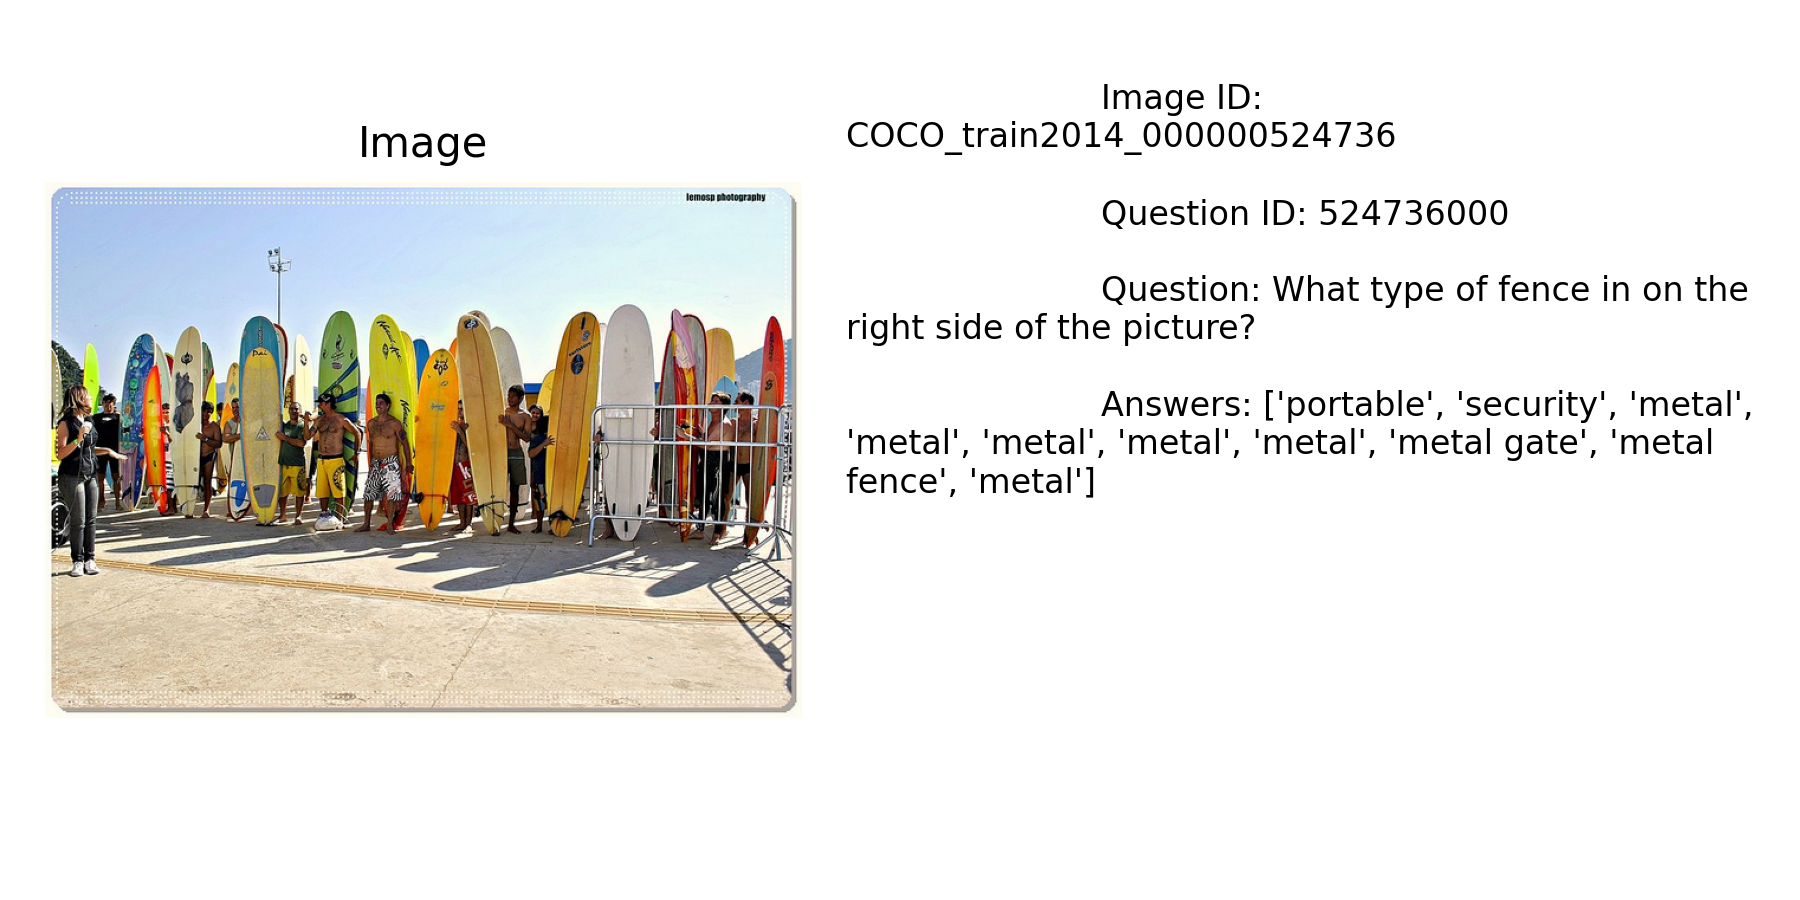 Image
lemosp photography
Image ID:
COCO_train2014_000000524736
Question ID: 524736000
Question: What type of fence in on the
right side of the picture?
Answers: ['portable', 'security', 'metal',
'metal', 'metal', 'metal', 'metal', 'metal gate', 'metal
fence', 'metal']